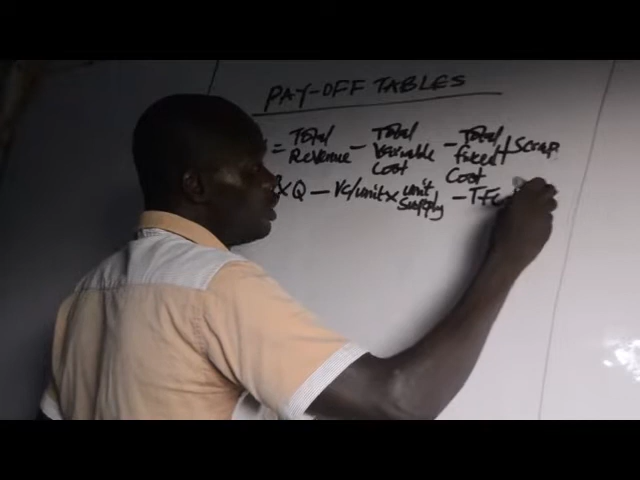 PAY-OFF TABLES
= Total Revenue - Total Variable Cost - Total fixed Cost + Scrap
x Q - VC/unit x unit supply - TFC